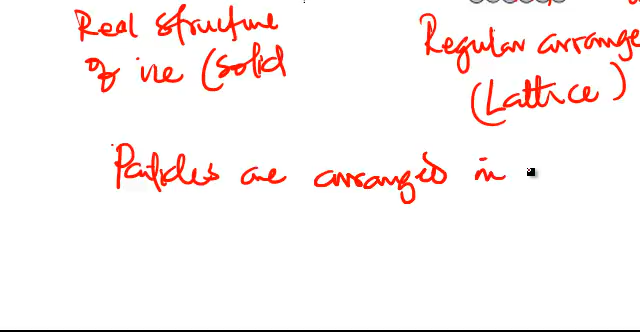 Real structure
of ice (Solid
Regular arrange
(Lattice)
Particles are arranged in